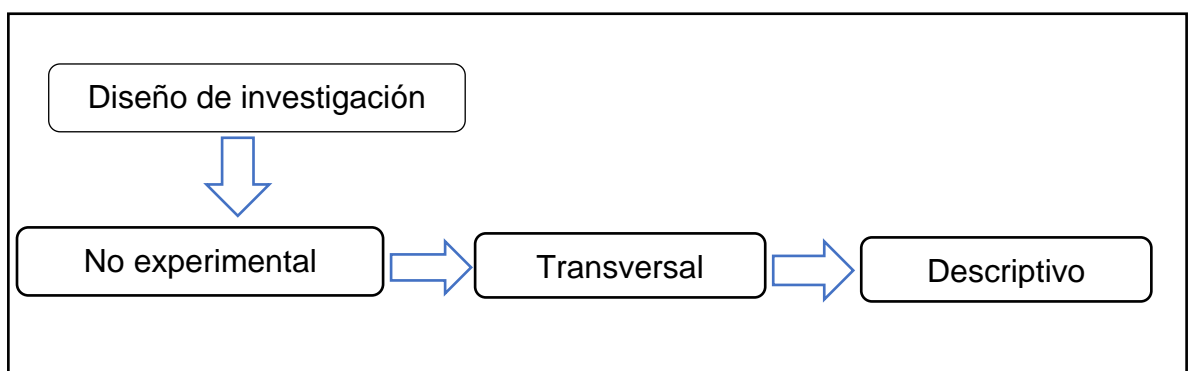 Diseño de investigación
No experimental
Transversal
Descriptivo